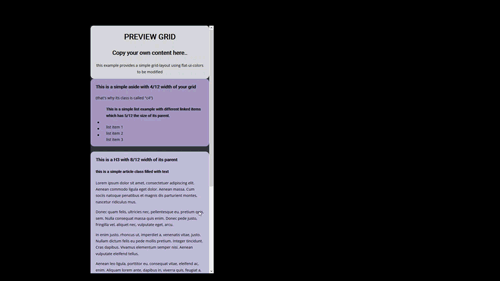 PREVIEW GRID
Copy your own content here..
this example provides a simple grid-layout using flat ui colors
to be modified
This is a simple aside with 4/12 width of your grid
(that's why its class is called "s4")
This is a simple list example with different linked items
which has 3/12 the size of its parent
list item 1
list item 2
list item 3
This is a H3 with 8/12 width of its parent
this is a simple article class filled with text
Lorem ipsum dolor sit amet, consectetuer adipiscing elit.
Aenean commodo ligula eget dolor. Aenean massa. Cum
sociis natoque penatibus et magnis dis parturient montes,
nascetur ridiculus mus.
Donec quam felis, ultricies nec, pellentesque eu, pretium
sem. Nulla consequat massa quis enim. Donec pede justo,
fringilla vel, aliquet nec, vulputate eget, arcu.
In enim justo, rhoncus ut, imperdiet a, venenatis vitae, justo.
Nullam dictum felis eu pede mollis pretium. Integer tincidunt.
Cras dapibus. Vivamus elementum semper nisi. Aenean
vulputate eleifend tellus.
Aenean leo ligula, porttitor eu, consequat vitae, eleifend ac,
enim. Aliquam lorem ante, dapibus in, viverra quis, feugiat a,